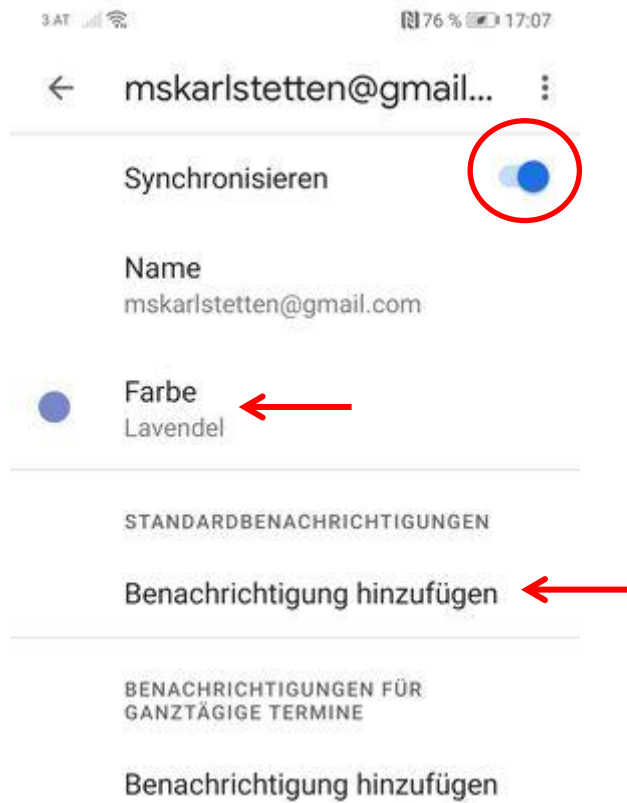 3 AT 76 % 17:07
mskarlstetten@gmail...
Synchronisieren
Name
mskarlstetten@gmail.com
Farbe
Lavendel
STANDARDBENACHRICHTIGUNGEN
Benachrichtigung hinzufügen
BENACHRICHTIGUNGEN FÜR
GANZTÄGIGE TERMINE
Benachrichtigung hinzufügen